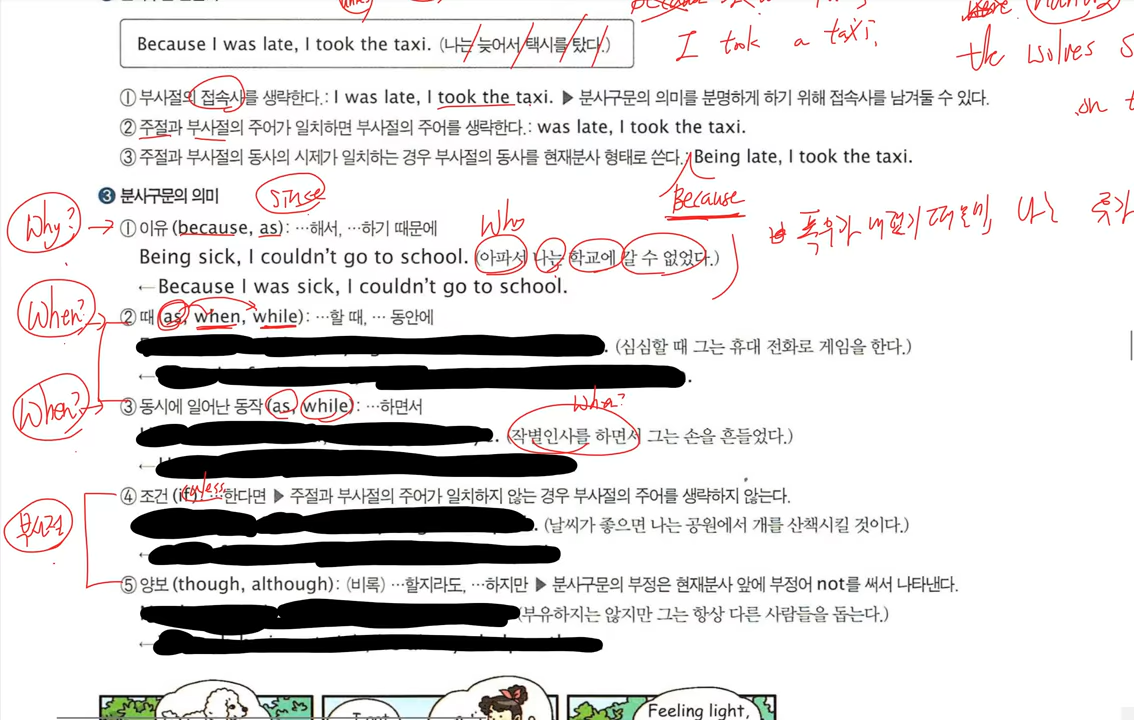 I took a taxi.
the wolves
on
Because I was late, I took the taxi. (나는 늦어서 택시를 탔다.)
① 부사절의 접속사를 생략한다.: I was late, I took the taxi. ▶ 분사구문의 의미를 분명하게 하기 위해 접속사를 남겨둘 수 있다.
② 주절과 부사절의 주어가 일치하면 부사절의 주어를 생략한다.: was late, I took the taxi.
③ 주절과 부사절의 동사의 시제가 일치하는 경우 부사절의 동사를 현재분사 형태로 쓴다.: Being late, I took the taxi.
Because
❸ 분사구문의 의미
since
Why?
① 이유 (because, as): …해서, …하기 때문에
Who
폭우가 내렸기 때문에, 나는
Being sick, I couldn't go to school. (아파서 나는 학교에 갈 수 없었다.)
←Because I was sick, I couldn't go to school.
When?
② 때 (as, when, while): …할 때, … 동안에
(심심할 때 그는 휴대 전화로 게임을 한다.)
←
When?
③ 동시에 일어난 동작 (as, while): …하면서
when?
(작별인사를 하면서 그는 손을 흔들었다.)
←
unless
④ 조건 (if): …한다면 ▶ 주절과 부사절의 주어가 일치하지 않는 경우 부사절의 주어를 생략하지 않는다.
부사절
(날씨가 좋으면 나는 공원에서 개를 산책시킬 것이다.)
←
⑤ 양보 (though, although): (비록) …할지라도, …하지만 ▶ 분사구문의 부정은 현재분사 앞에 부정어 not를 써서 나타낸다.
(부유하지는 않지만 그는 항상 다른 사람들을 돕는다.)
←
Feeling light,